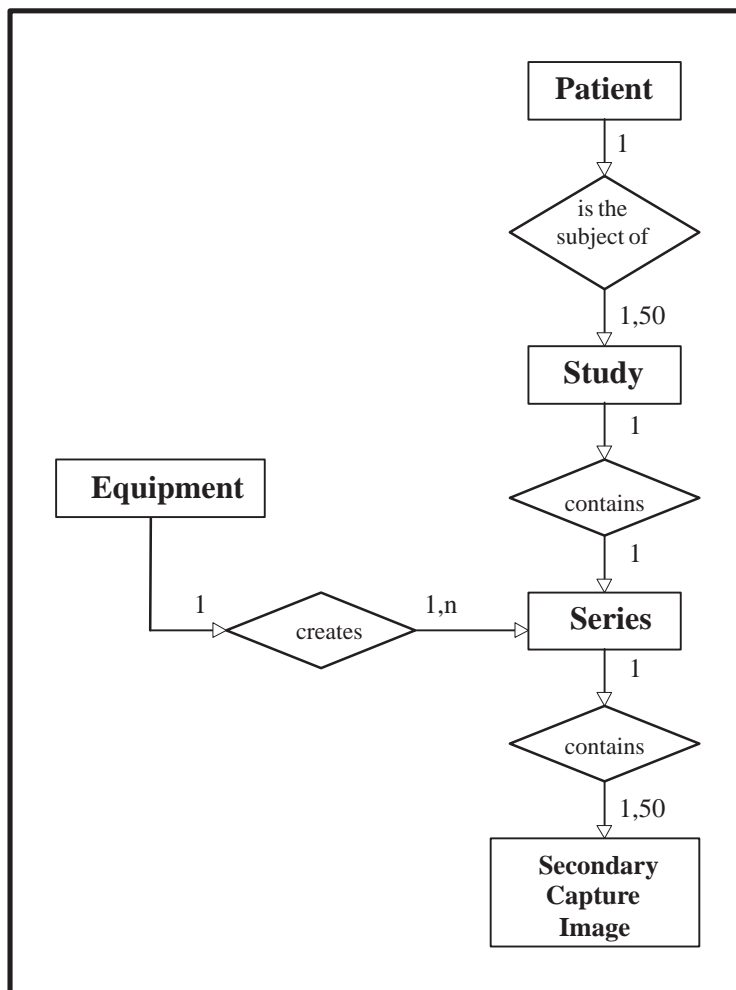 Patient
1
is the
subject of
1,50
Study
1
Equipment
contains
1
1
1,n
creates
Series
1
contains
1,50
Secondary
Capture
Image